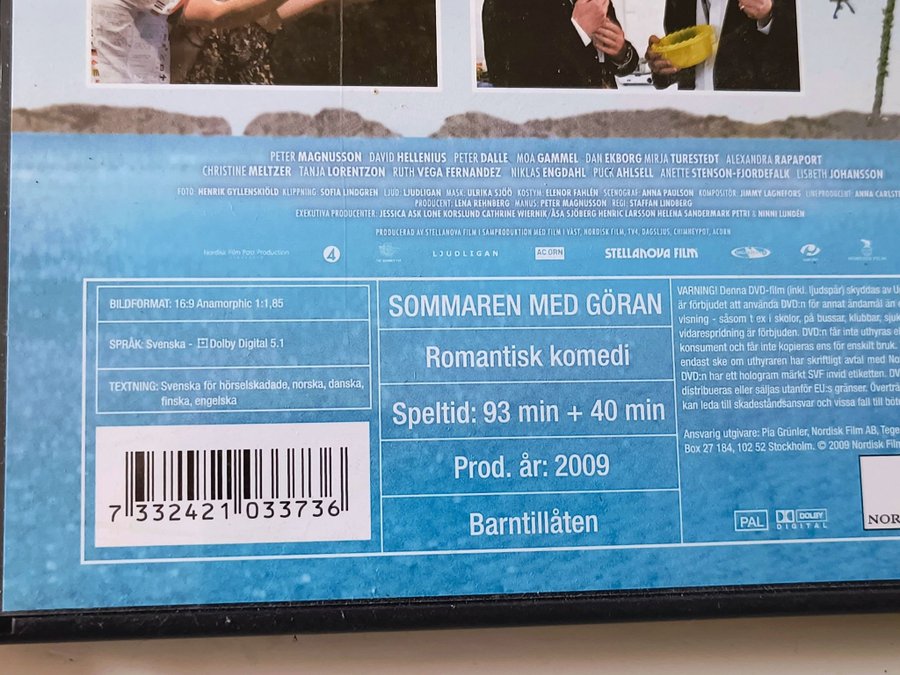 PETER MAGNUSSON DAVID HELLENIUS PETER DALLE MOA GAMMEL DAN EKBORG MIRJA TURESTEDT ALEXANDRA RAPAPORT
CHRISTINE MELTZER TANJA LORENTZON RUTH VEGA FERNANDEZ NIKLAS ENGDAHL PUCK AHLSELL ANETTE STENSON-FJORDEFALK LISBETH JOHANSSON
FOTO HENRIK GYLLENSKIÖLD KLIPPNING SOFIA LINDGREN LJUD LJUDLIGAN MASK ULRIKA SJÖÖ KOSTYM ELENOR FAHLÉN SCENOGRAF ANNA PAULSON KOMPOSITÖR JIMMY LAGNEFORS LINEPRODUCENT ANNA
PRODUCENT LENA REHNBERG MANUS: PETER MAGNUSSON REGI: STAFFAN LINDBERG
EXEKUTIVA PRODUCENTER JESSICA ASK LONE KORSLUND CATHRINE WIERNIK/ÅSA SJÖBERG HENRIC LARSSON HELENA SANDERMARK PETRI & NINNI LUNDÉN
PRODUCERAD AV STELLANOVA FILM I SAMPRODUKTION MED FILM I VÄST, NORDISK FILM, TV4, DAGSLJUS, CHIMNEYPOT, ACORN
Nordisk Film Post Production 4 LJUDLIGAN ACORN STELLANOVA FILM
BILDFORMAT: 16:9 Anamorphic 1:1,85
SPRÅK: Svenska - Dolby Digital 5.1
TEXTNING: Svenska för hörselskadade, norska, danska,
finska, engelska
7 332421 033736
SOMMAREN MED GÖRAN
Romantisk komedi
Speltid: 93 min + 40 min
Prod. år: 2009
Barntillåten
VARNING! Denna DVD-film (inkl. ljudspår) skyddas av
är förbjudet att använda DVD:n för annat ändamål än
visning - såsom t ex i skolor, på bussar, klubbar,
vidarespridning är förbjuden. DVD:n får inte uthyras
konsument och får inte kopieras ens för enskilt bruk.
endast ske om uthyraren har skriftligt avtal med
DVD:n har ett hologram märkt SVF invid etiketten.
distribueras eller säljas utanför EU:s gränser.
kan leda till skadeståndsansvar och vissa fall till
Ansvarig utgivare: Pia Grünler, Nordisk Film AB,
Box 27 184, 102 52 Stockholm. © 2009 Nordisk
PAL DOLBY
DIGITAL
NOR